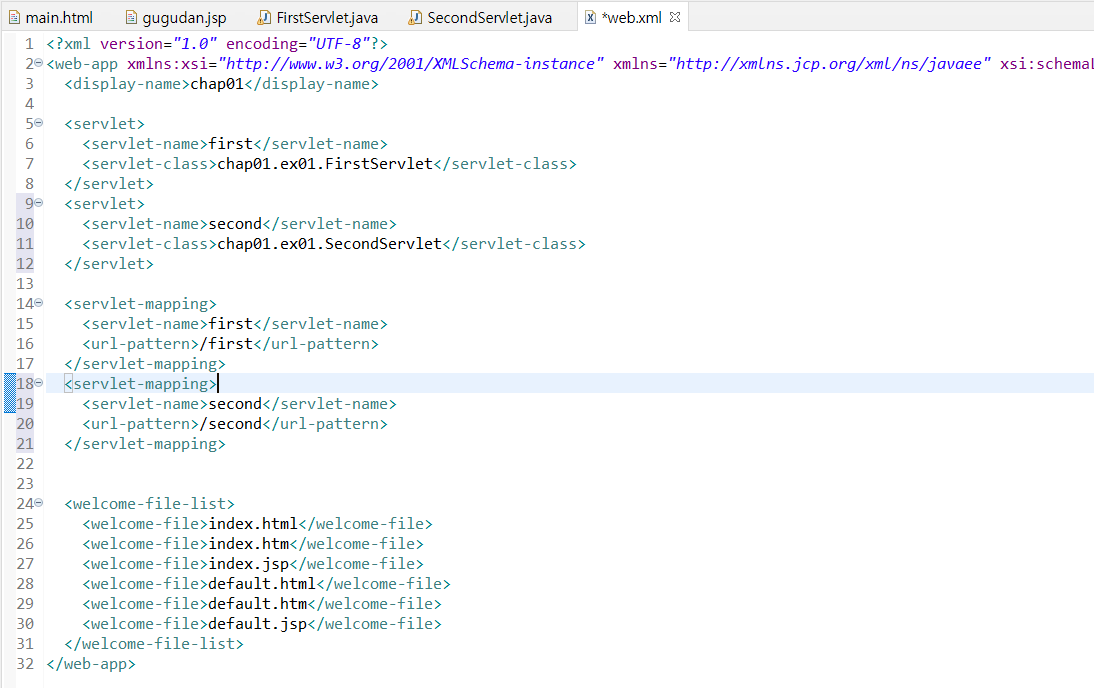 main.html gugudan.jsp FirstServlet.java SecondServlet.java *web.xml
1 <?xml version="1.0" encoding="UTF-8"?>
2 <web-app xmlns:xsi="http://www.w3.org/2001/XMLSchema-instance" xmlns="http://xmlns.jcp.org/xml/ns/javaee" xsi:schemaL
3 <display-name>chap01</display-name>
4
5 <servlet>
6 <servlet-name>first</servlet-name>
7 <servlet-class>chap01.ex01.FirstServlet</servlet-class>
8 </servlet>
9 <servlet>
10 <servlet-name>second</servlet-name>
11 <servlet-class>chap01.ex01.SecondServlet</servlet-class>
12 </servlet>
13
14 <servlet-mapping>
15 <servlet-name>first</servlet-name>
16 <url-pattern>/first</url-pattern>
17 </servlet-mapping>
18 <servlet-mapping>
19 <servlet-name>second</servlet-name>
20 <url-pattern>/second</url-pattern>
21 </servlet-mapping>
22
23
24 <welcome-file-list>
25 <welcome-file>index.html</welcome-file>
26 <welcome-file>index.htm</welcome-file>
27 <welcome-file>index.jsp</welcome-file>
28 <welcome-file>default.html</welcome-file>
29 <welcome-file>default.htm</welcome-file>
30 <welcome-file>default.jsp</welcome-file>
31 </welcome-file-list>
32 </web-app>